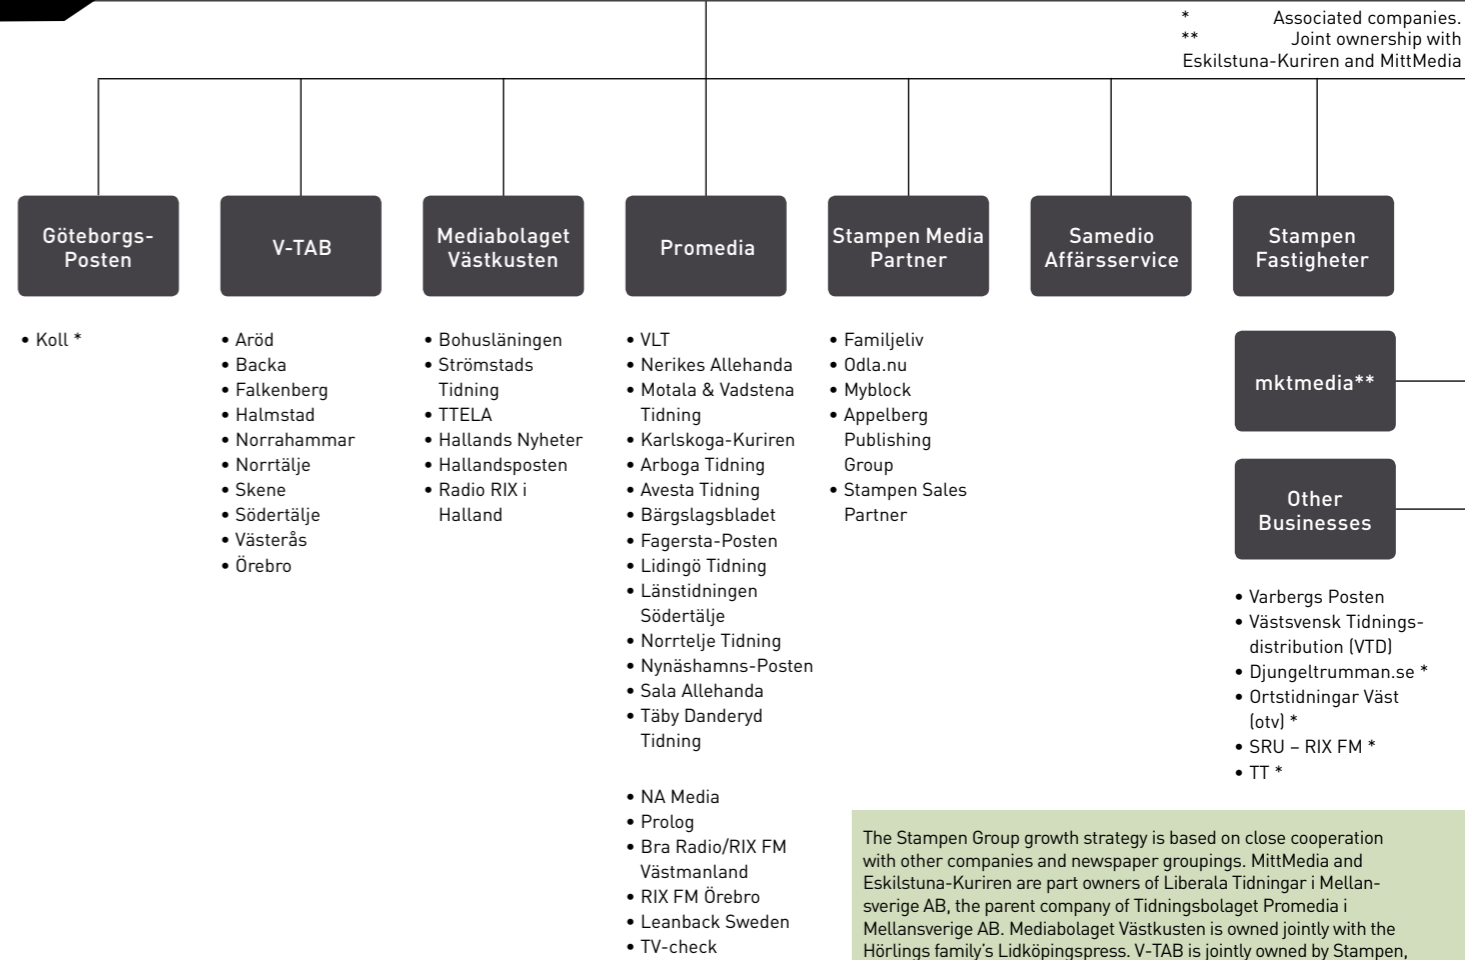 * Associated companies.
** Joint ownership with
Eskilstuna-Kuriren and MittMedia
Göteborgs-
Posten
• Koll *
V-TAB
• Aröd
• Backa
• Falkenberg
• Halmstad
• Norrahammar
• Norrtälje
• Skene
• Södertälje
• Västerås
• Örebro
Mediabolaget
Västkusten
• Bohusläningen
• Strömstads
Tidning
• TTELA
• Hallands Nyheter
• Hallandsposten
• Radio RIX i
Halland
Promedia
• VLT
• Nerikes Allehanda
• Motala & Vadstena
Tidning
• Karlskoga-Kuriren
• Arboga Tidning
• Avesta Tidning
• Bärgslagsbladet
• Fagersta-Posten
• Lidingö Tidning
• Länstidningen
Södertälje
• Norrtelje Tidning
• Nynäshamns-Posten
• Sala Allehanda
• Täby Danderyd
Tidning
• NA Media
• Prolog
• Bra Radio/RIX FM
Västmanland
• RIX FM Örebro
• Leanback Sweden
• TV-check
Stampen Media
Partner
• Familjeliv
• Odla.nu
• Myblock
• Appelberg
Publishing
Group
• Stampen Sales
Partner
Samedio
Affärsservice
Stampen
Fastigheter
mktmedia**
Other
Businesses
• Varbergs Posten
• Västsvensk Tidnings-
distribution (VTD)
• Djungeltrumman.se *
• Ortstidningar Väst
(otv) *
• SRU – RIX FM *
• TT *
The Stampen Group growth strategy is based on close cooperation
with other companies and newspaper groupings. MittMedia and
Eskilstuna-Kuriren are part owners of Liberala Tidningar i Mellan-
sverige AB, the parent company of Tidningsbolaget Promedia i
Mellansverige AB. Mediabolaget Västkusten is owned jointly with the
Hörlings family's Lidköpingspress. V-TAB is jointly owned by Stampen,